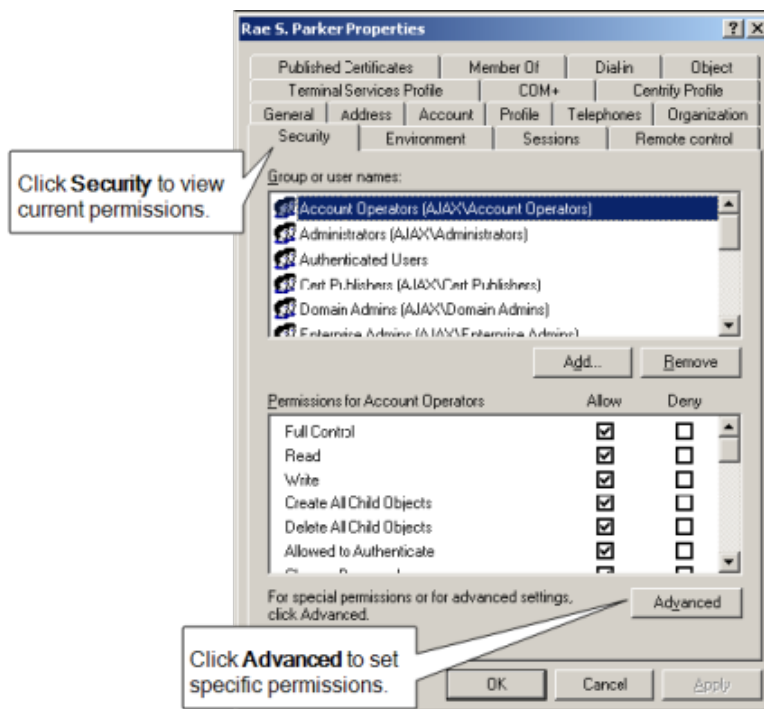 Rae S. Parker Properties
Published Certificates Member Of Dial-in Object
Terminal Services Profile COM+ Centrify Profile
General Address Account Profile Telephones Organization
Security Environment Sessions Remote control
Click Security to view
current permissions.
Group or user names:
Account Operators (AJAX\Account Operators)
Administrators (AJAX\Administrators)
Authenticated Users
Cert Publishers (AJAX\Cert Publishers)
Domain Admins (AJAX\Domain Admins)
Enterprise Admins (AJAX\Enterprise Admins)
Add... Remove
Permissions for Account Operators Allow Deny
Full Control
Read
Write
Create All Child Objects
Delete All Child Objects
Allowed to Authenticate
For special permissions or for advanced settings,
click Advanced.
Advanced
Click Advanced to set
specific permissions.
OK Cancel Apply